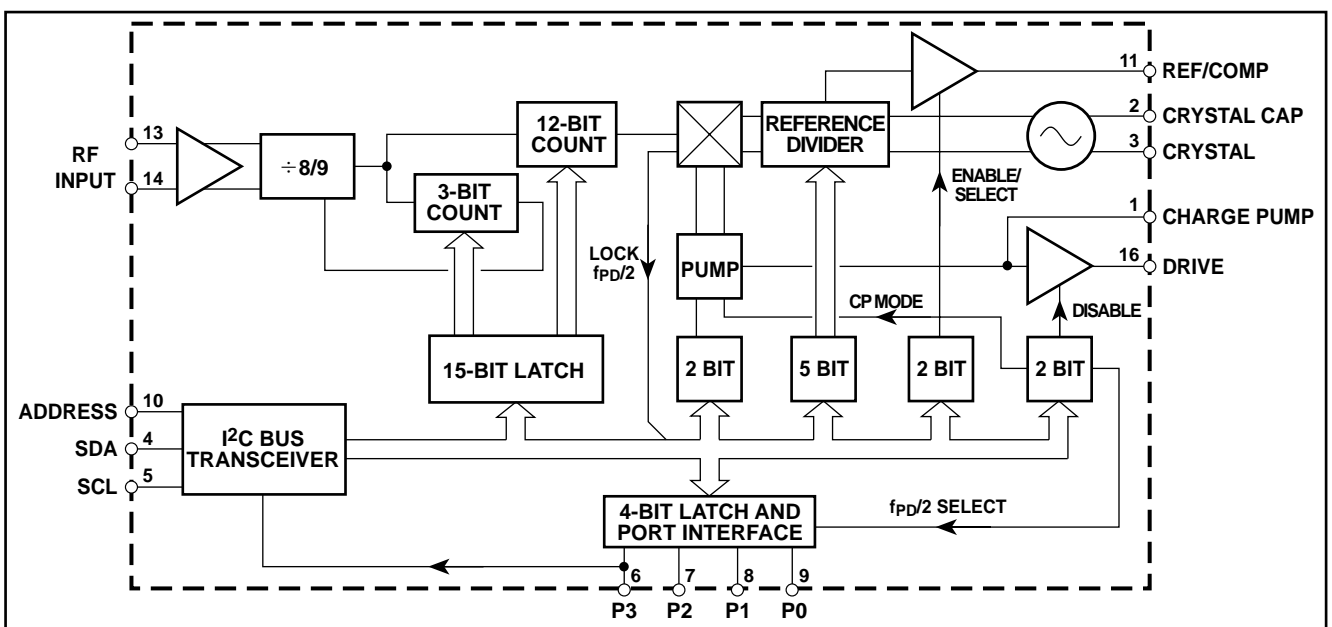 11
REF/COMP
2
CRYSTAL CAP
3
CRYSTAL
1
CHARGE PUMP
16
DRIVE
RF
INPUT
13
14
÷8/9
12-BIT
COUNT
3-BIT
COUNT
REFERENCE
DIVIDER
ENABLE/
SELECT
LOCK
fPD/2
PUMP
CP MODE
DISABLE
15-BIT LATCH
2 BIT
5 BIT
2 BIT
2 BIT
ADDRESS
10
SDA
4
SCL
5
I²C BUS
TRANSCEIVER
4-BIT LATCH AND
PORT INTERFACE
fPD/2 SELECT
6
7
8
9
P3
P2
P1
P0